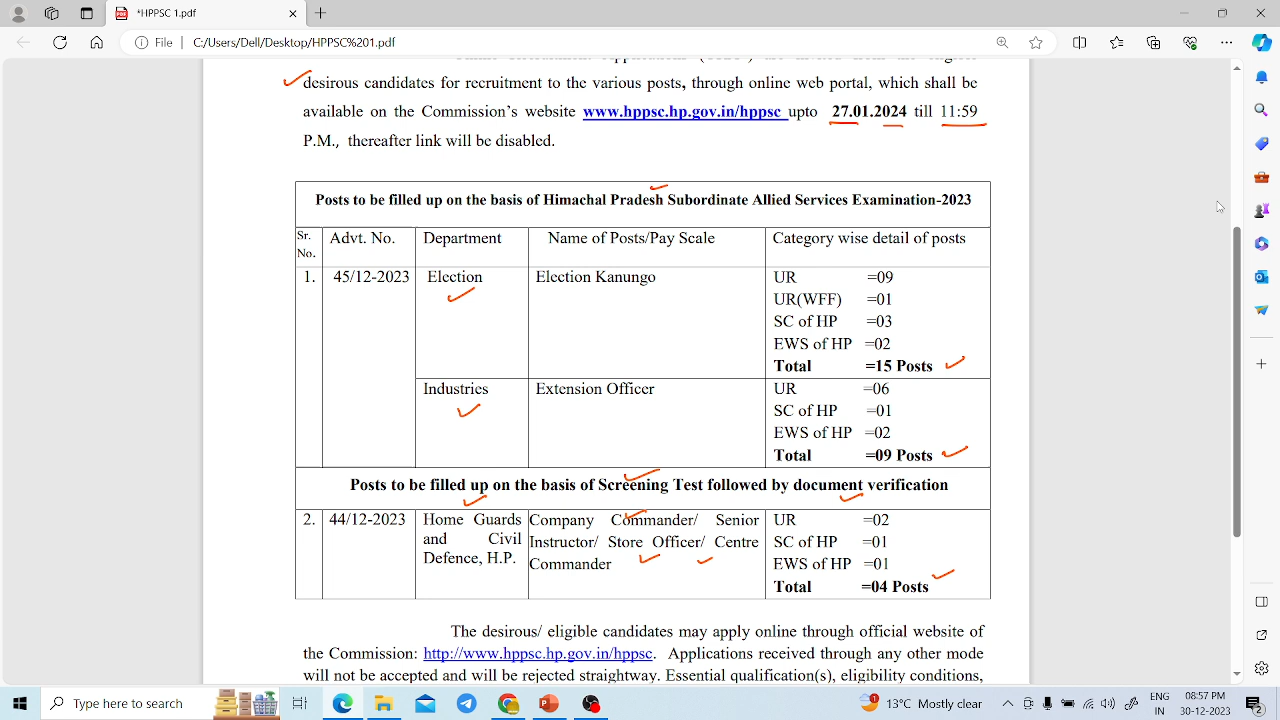 *HPPSC 1.pdf
File C:/Users/Dell/Desktop/HPPSC%201.pdf
desirous candidates for recruitment to the various posts, through online web portal, which shall be
available on the Commission's website www.hppsc.hp.gov.in/hppsc upto 27.01.2024 till 11:59
P.M., thereafter link will be disabled.
Posts to be filled up on the basis of Himachal Pradesh Subordinate Allied Services Examination-2023
Sr. No. Advt. No. Department Name of Posts/Pay Scale Category wise detail of posts
1. 45/12-2023 Election Election Kanungo UR =09
UR(WFF) =01
SC of HP =03
EWS of HP =02
Total =15 Posts
Industries Extension Officer UR =06
SC of HP =01
EWS of HP =02
Total =09 Posts
Posts to be filled up on the basis of Screening Test followed by document verification
2. 44/12-2023 Home Guards Company Commander/ Senior UR =02
and Civil Instructor/ Store Officer/ Centre SC of HP =01
Defence, H.P. Commander EWS of HP =01
Total =04 Posts
The desirous/ eligible candidates may apply online through official website of
the Commission: http://www.hppsc.hp.gov.in/hppsc. Applications received through any other mode
will not be accepted and will be rejected straightway. Essential qualification(s), eligibility conditions,
Type here to search 13°C Mostly clear ENG 08:57 PM
IN 30-12-2023 2